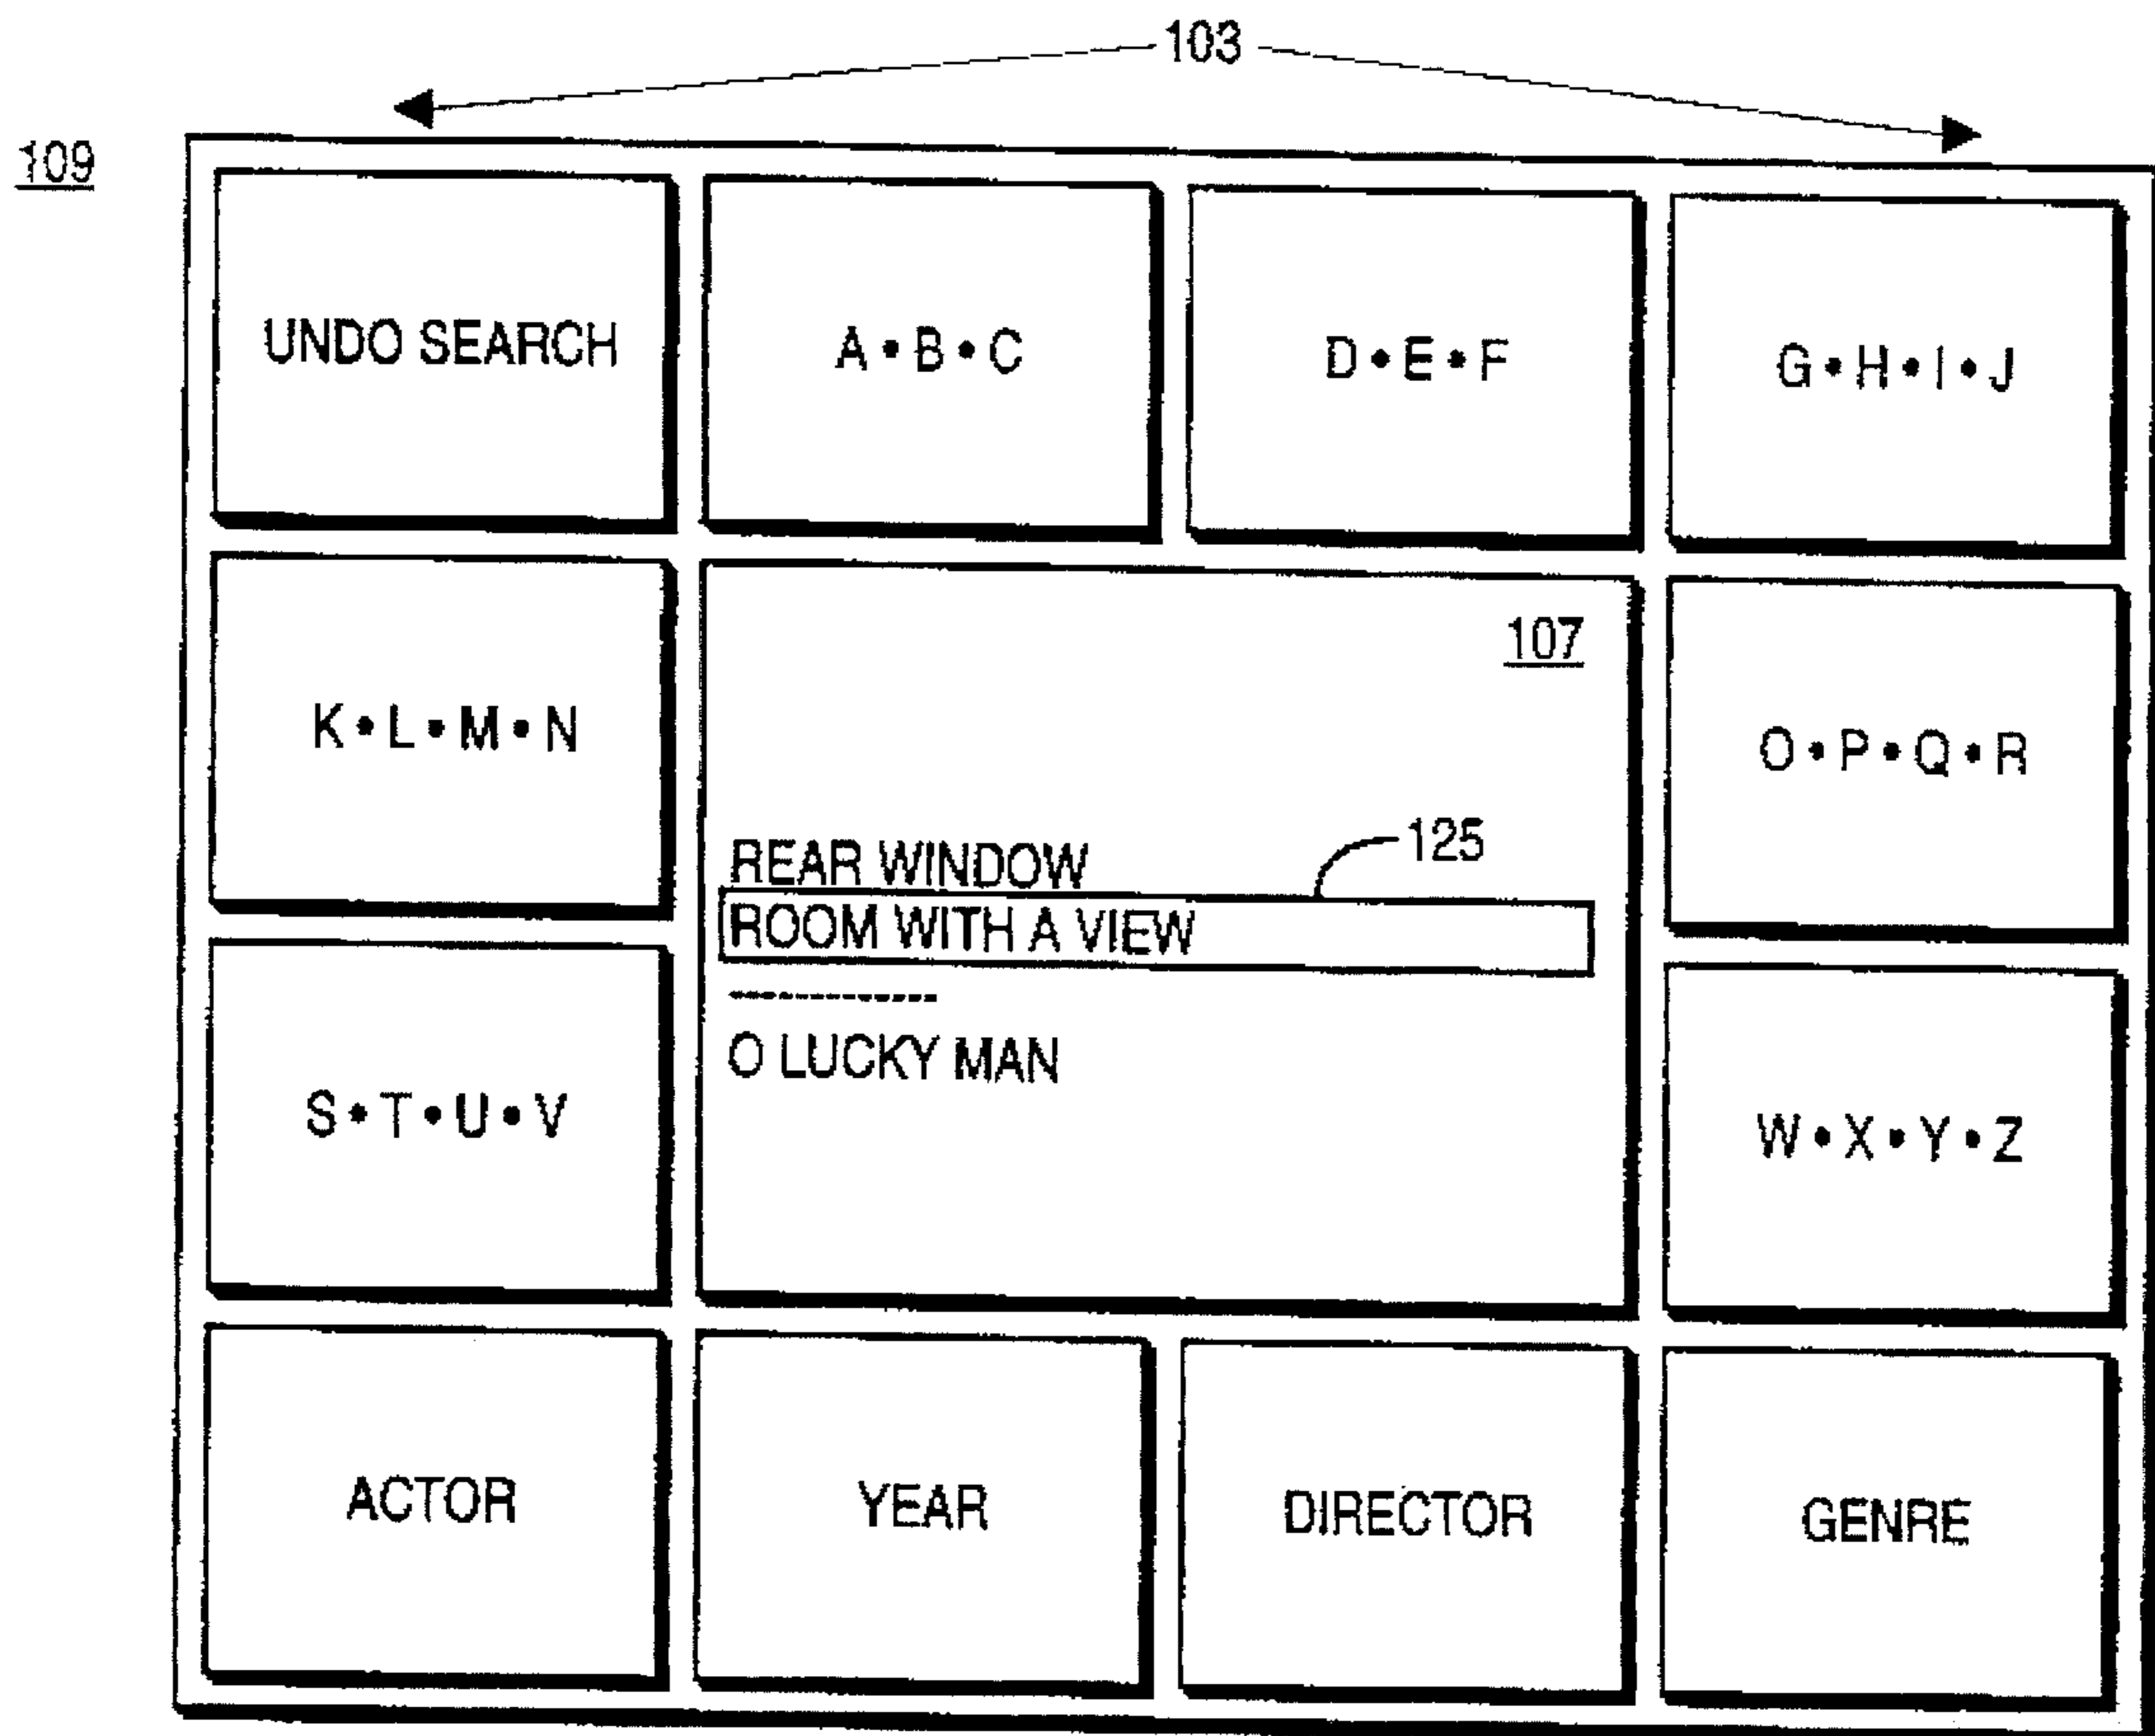 103
109
UNDO SEARCH
A•B•C
D•E•F
G•H•I•J
K•L•M•N
107
O•P•Q•R
REAR WINDOW
125
ROOM WITH A VIEW
--------------
O LUCKY MAN
S•T•U•V
W•X•Y•Z
ACTOR
YEAR
DIRECTOR
GENRE